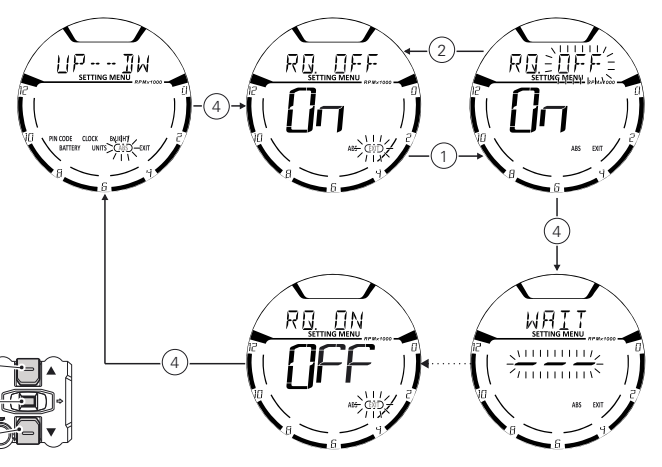 UP--DW
SETTING MENU
RPMx1000
12 0
10 2
8 4
6
PIN CODE CLOCK
BATTERY UNITS EXIT
4
RQ. OFF
SETTING MENU
RPMx1000
12 0
On
10 2
ABS
8 4
6
2
1
RQ. OFF
SETTING MENU
RPMx1000
12 0
On
10 2
ABS EXIT
8 4
6
4
RQ. ON
SETTING MENU
RPMx1000
12 0
OFF
10 2
ABS
8 4
6
4
WAIT
SETTING MENU
RPMx1000
12 0
---
10 2
ABS EXIT
8 4
6